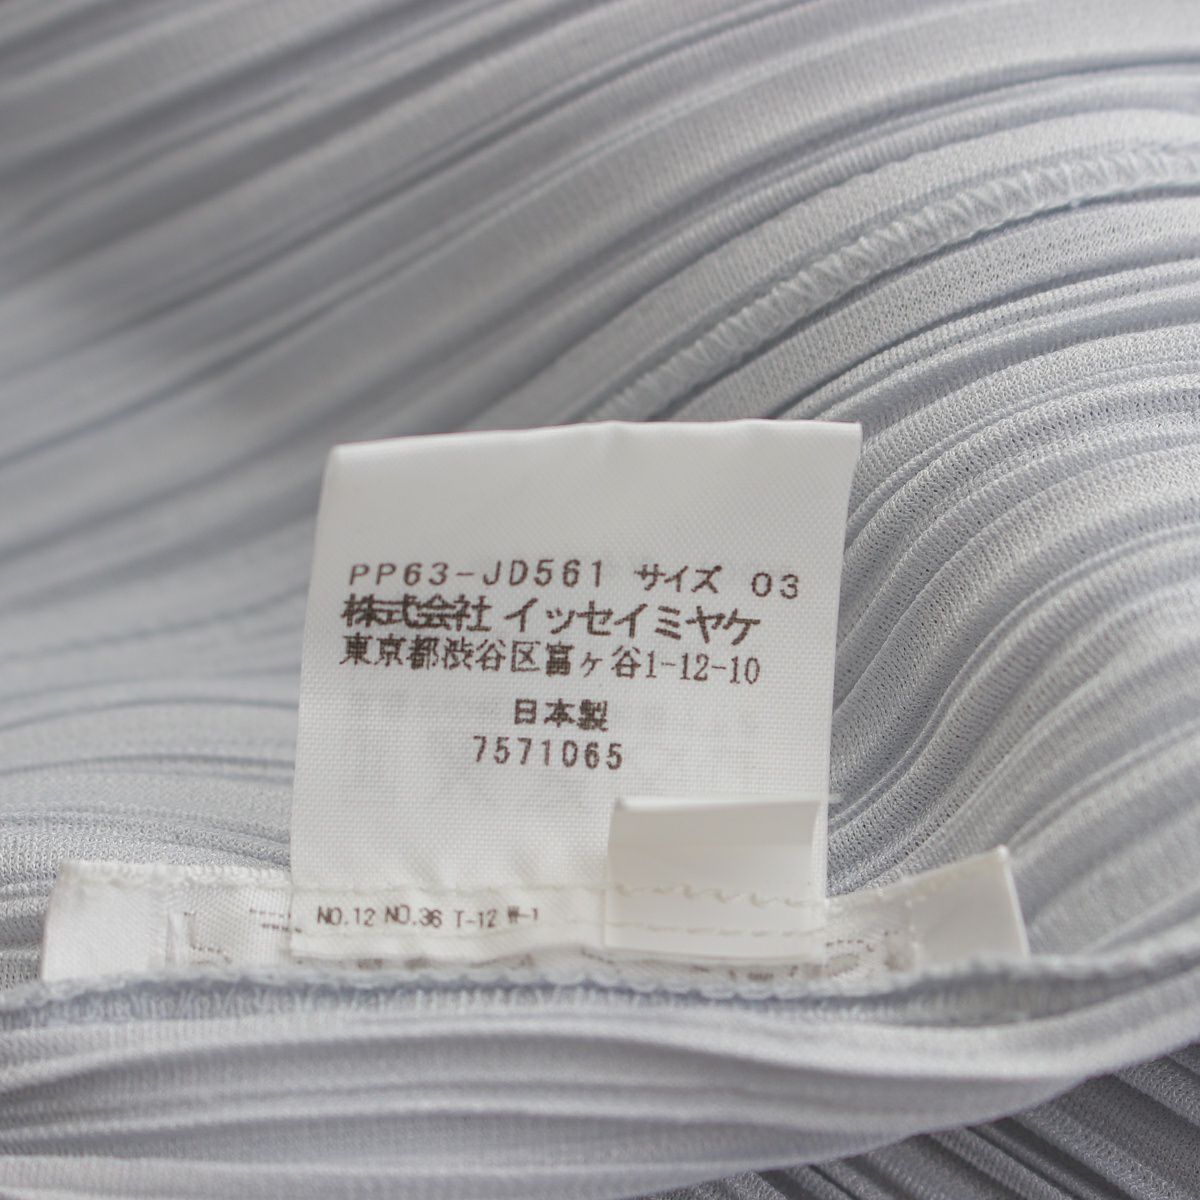 PP63-JD561 サイズ 03
株式会社 イッセイミヤケ
東京都渋谷区富ヶ谷1-12-10
日本製
7571065
NO.12 NO.36 T-12 W-1